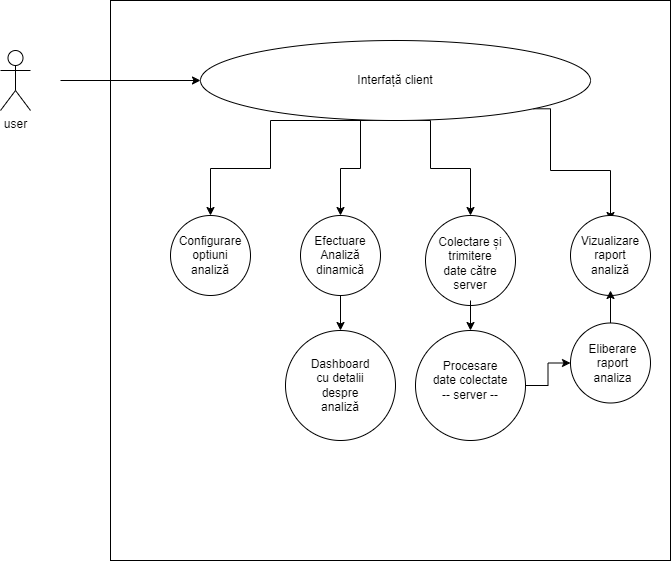 Interfață client
user
Configurare
optiuni
analiză
Efectuare
Analiză
dinamică
Colectare și
trimitere
date către
server
Vizualizare
raport
analiză
Dashboard
cu detalii
despre
analiză
Procesare
date colectate
-- server --
Eliberare
raport
analiza